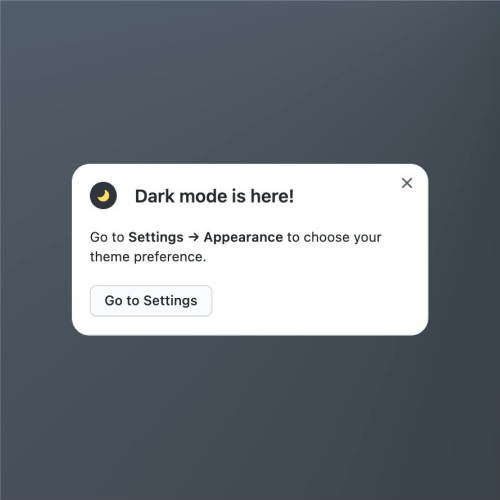 Dark mode is here!
Go to Settings → Appearance to choose your
theme preference.
Go to Settings